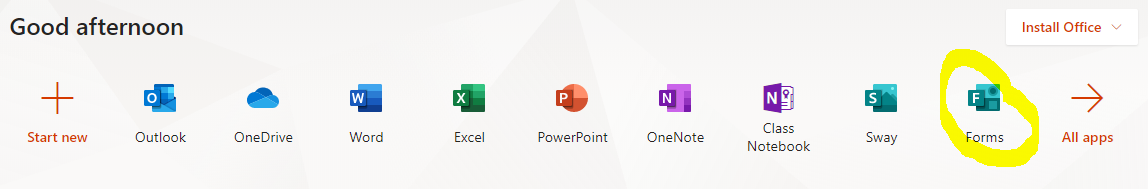 Good afternoon
Install Office
Start new
Outlook
OneDrive
Word
Excel
PowerPoint
OneNote
Class
Notebook
Sway
Forms
All apps